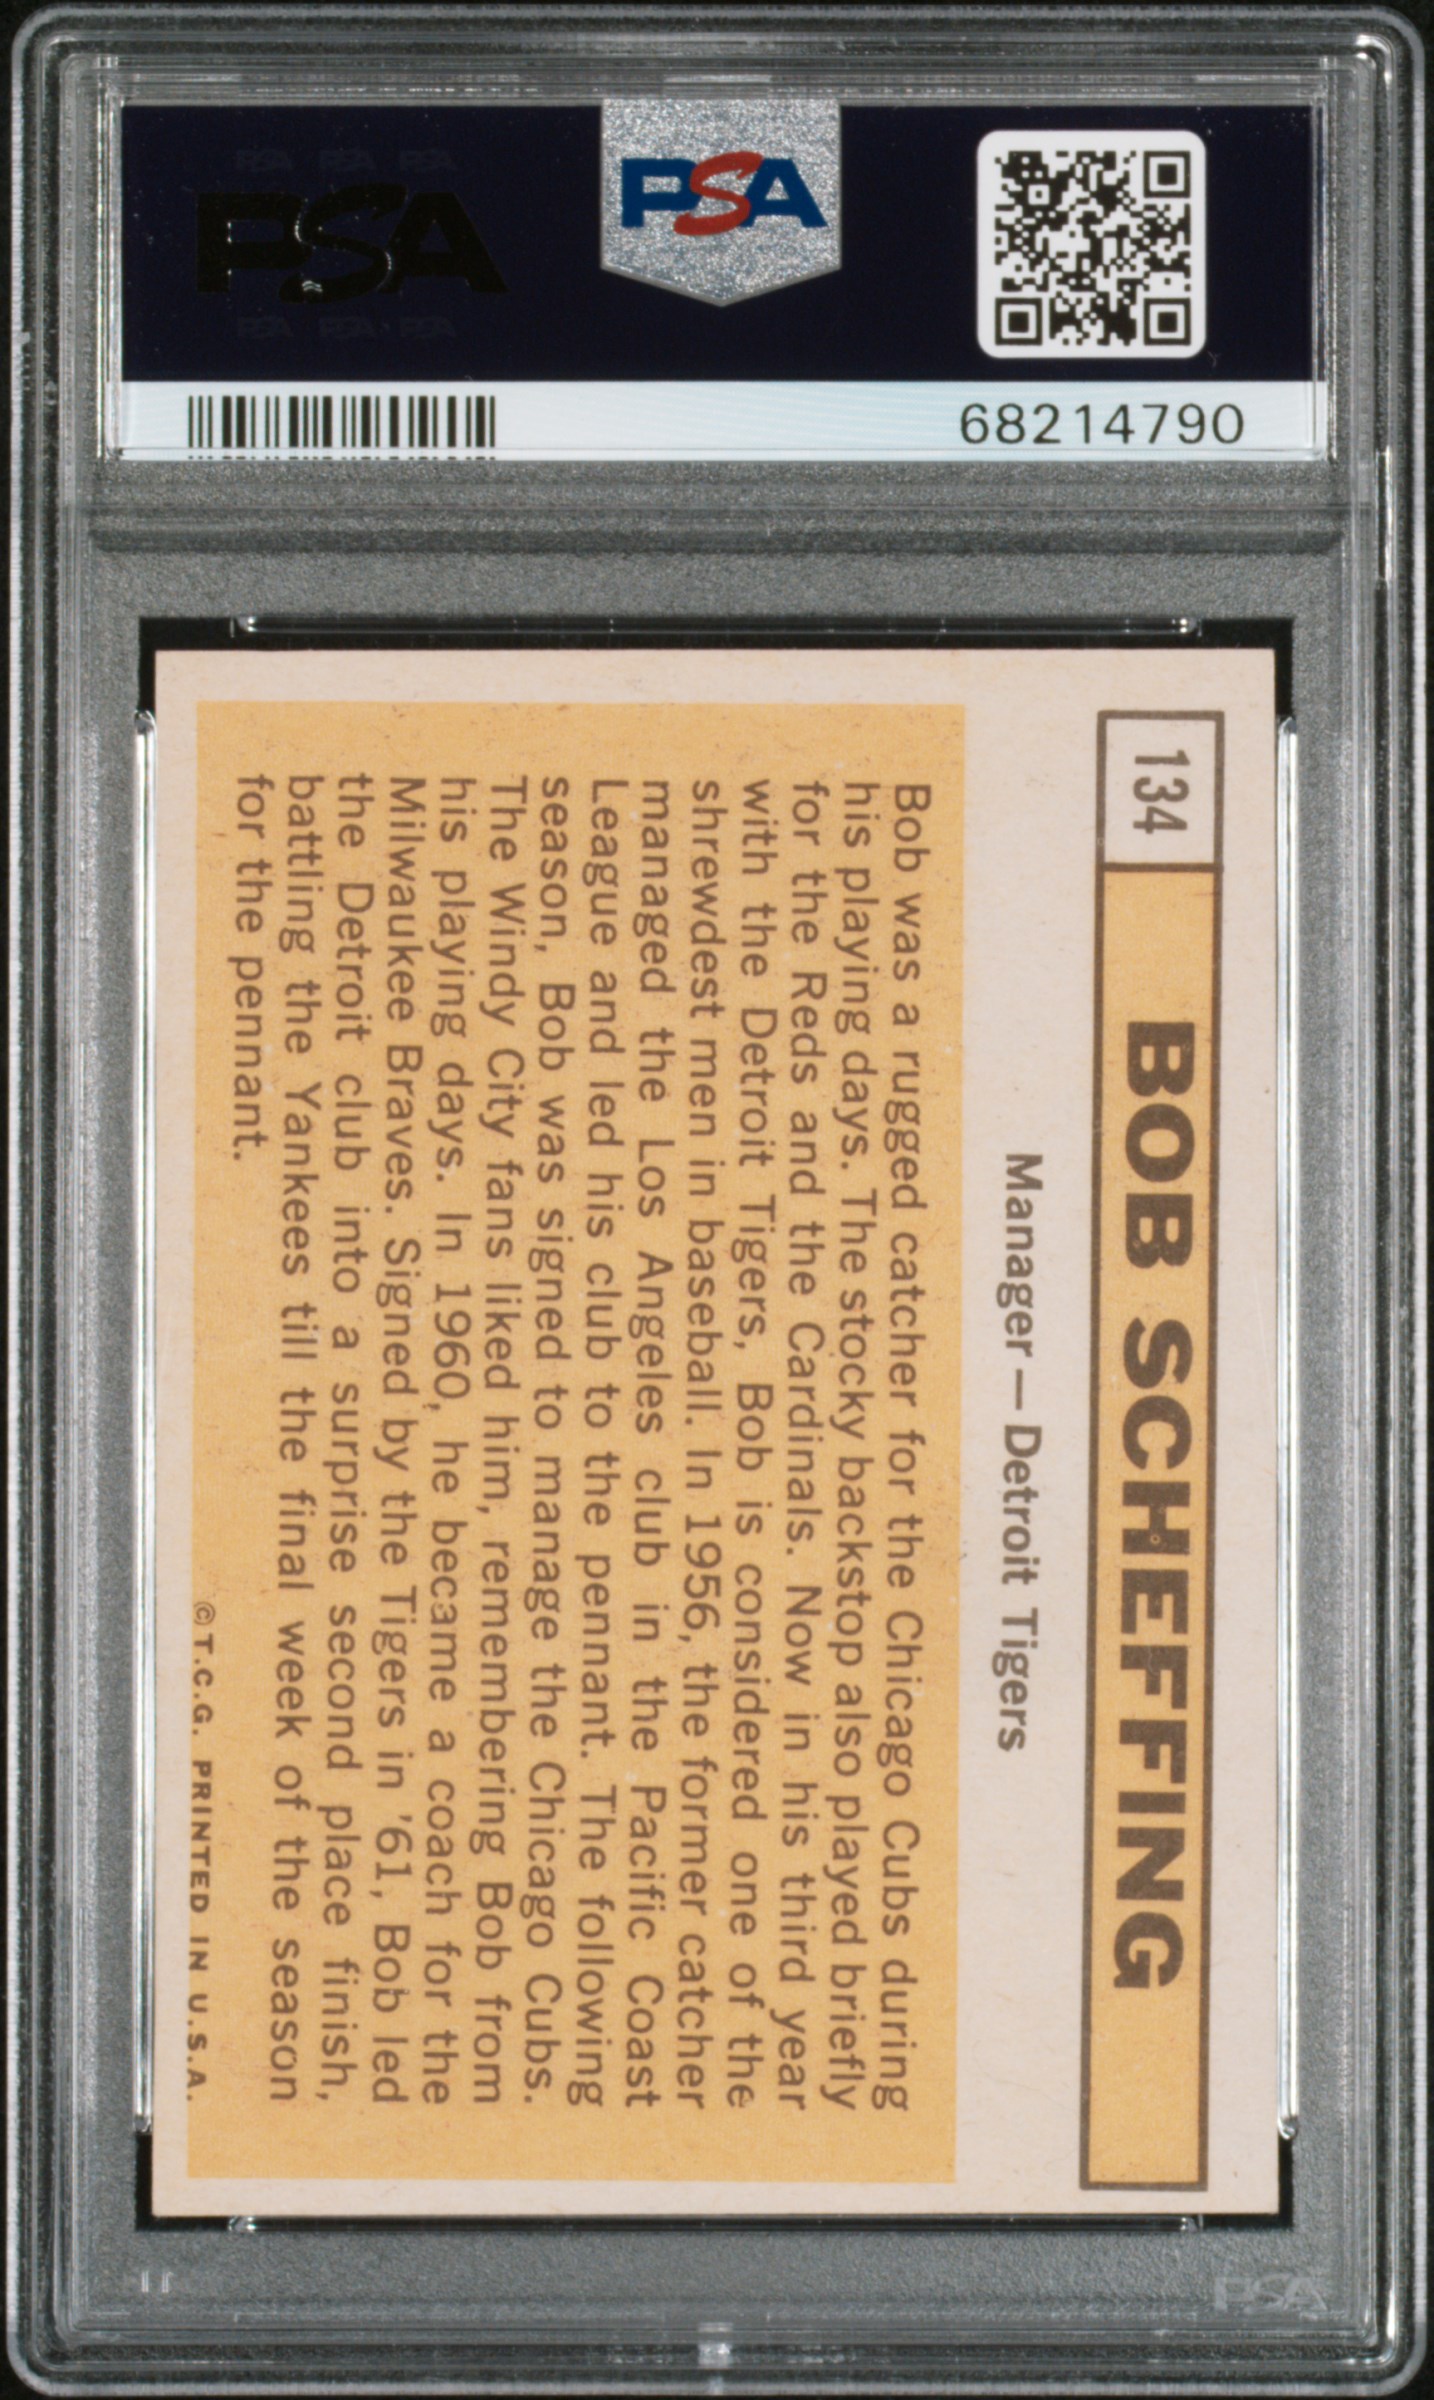 PSA
PSA
68214790
134
BOB SCHEFFING
Manager — Detroit Tigers
Bob was a rugged catcher for the Chicago Cubs during
his playing days. The stocky backstop also played briefly
for the Reds and the Cardinals. Now in his third year
with the Detroit Tigers, Bob is considered one of the
shrewdest men in baseball. In 1956, the former catcher
managed the Los Angeles club in the Pacific Coast
League and led his club to the pennant. The following
season, Bob was signed to manage the Chicago Cubs.
The Windy City fans liked him, remembering Bob from
his playing days. In 1960, he became a coach for the
Milwaukee Braves. Signed by the Tigers in '61, Bob led
the Detroit club into a surprise second place finish,
battling the Yankees till the final week of the season
for the pennant.
©T.C.G. PRINTED IN U.S.A.
PSA